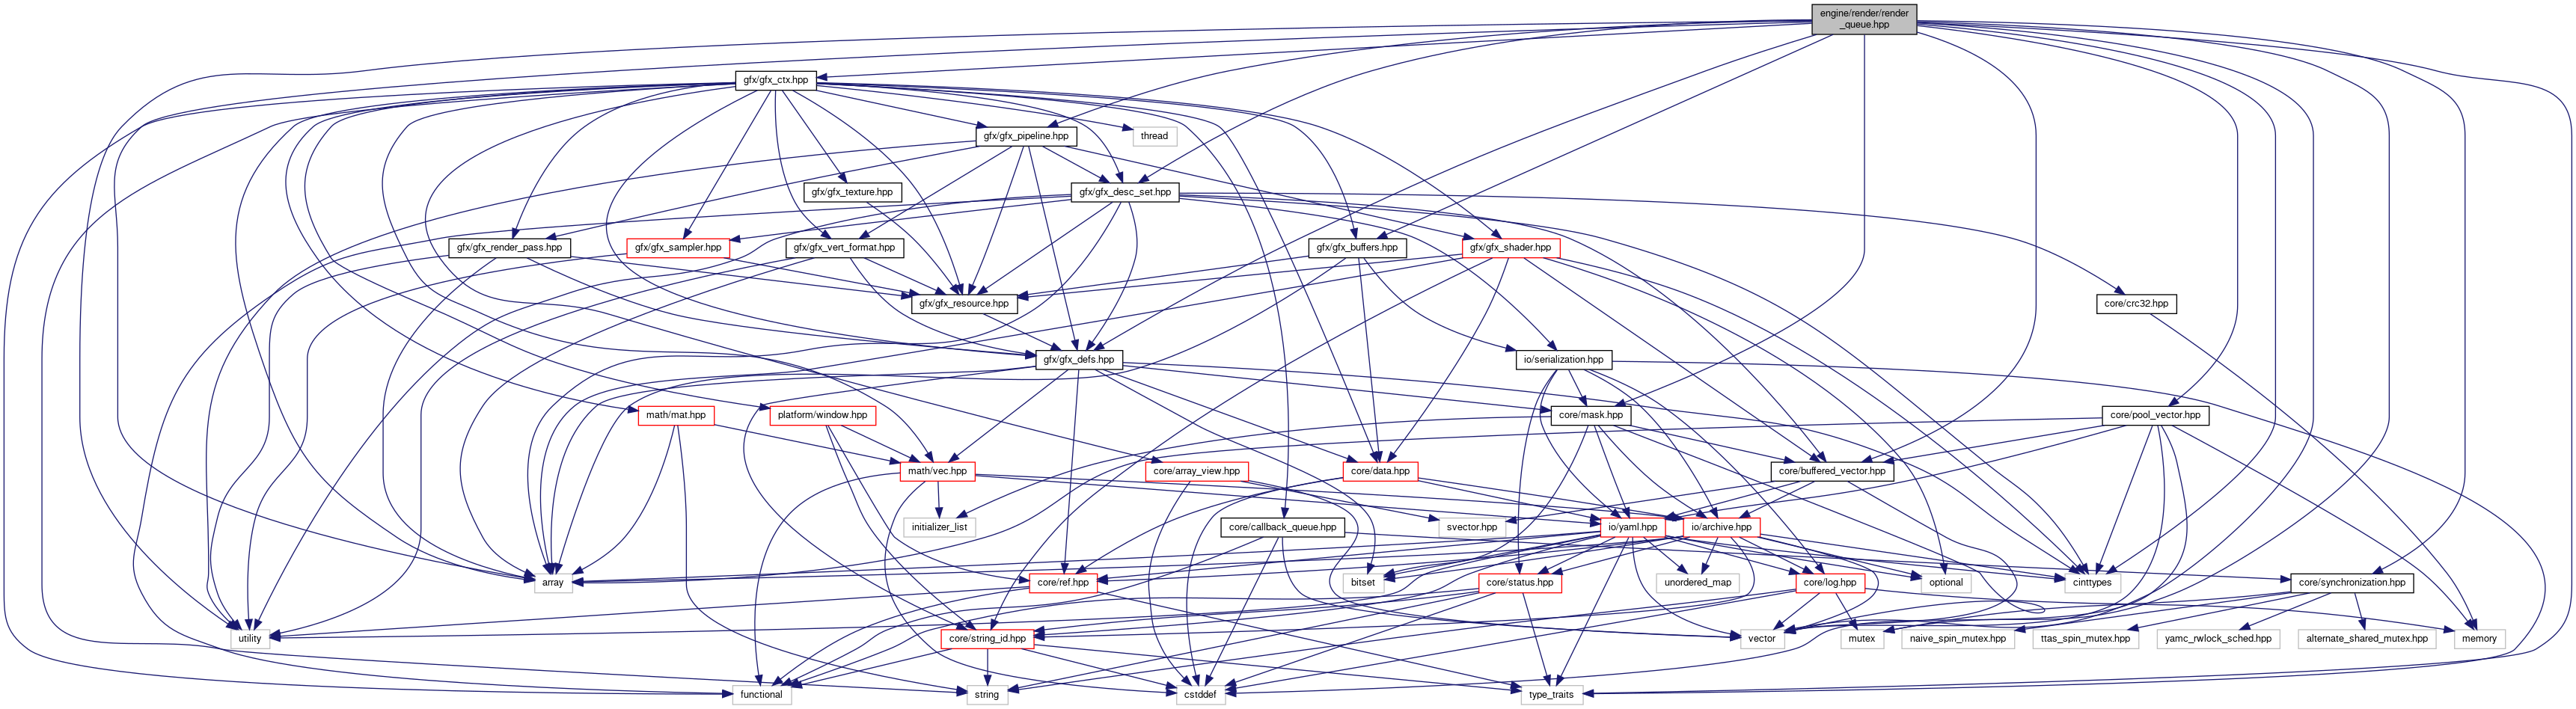 engine/render/render
_queue.hpp
gfx/gfx_ctx.hpp
gfx/gfx_pipeline.hpp
thread
gfx/gfx_texture.hpp
gfx/gfx_desc_set.hpp
gfx/gfx_render_pass.hpp
gfx/gfx_sampler.hpp
gfx/gfx_vert_format.hpp
gfx/gfx_buffers.hpp
gfx/gfx_shader.hpp
gfx/gfx_resource.hpp
core/crc32.hpp
gfx/gfx_defs.hpp
io/serialization.hpp
math/mat.hpp
platform/window.hpp
core/mask.hpp
core/pool_vector.hpp
math/vec.hpp
core/array_view.hpp
core/data.hpp
core/buffered_vector.hpp
initializer_list
core/callback_queue.hpp
svector.hpp
io/yaml.hpp
io/archive.hpp
array
core/ref.hpp
bitset
core/status.hpp
unordered_map
core/log.hpp
optional
cinttypes
core/synchronization.hpp
utility
core/string_id.hpp
vector
mutex
naive_spin_mutex.hpp
ttas_spin_mutex.hpp
yamc_rwlock_sched.hpp
alternate_shared_mutex.hpp
memory
functional
string
cstddef
type_traits